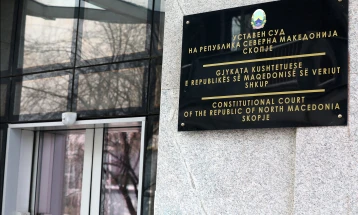 УСТАВЕН СУД
НА РЕПУБЛИКА СЕВЕРНА МАКЕДОНИЈА
СКОПЈЕ
GJYKATA KUSHTETUESE
E REPUBLIKËS SË MAQEDONISË SË VERIUT
SHKUP
CONSTITUTIONAL COURT
OF THE REPUBLIC OF NORTH MACEDONIA
SKOPJE